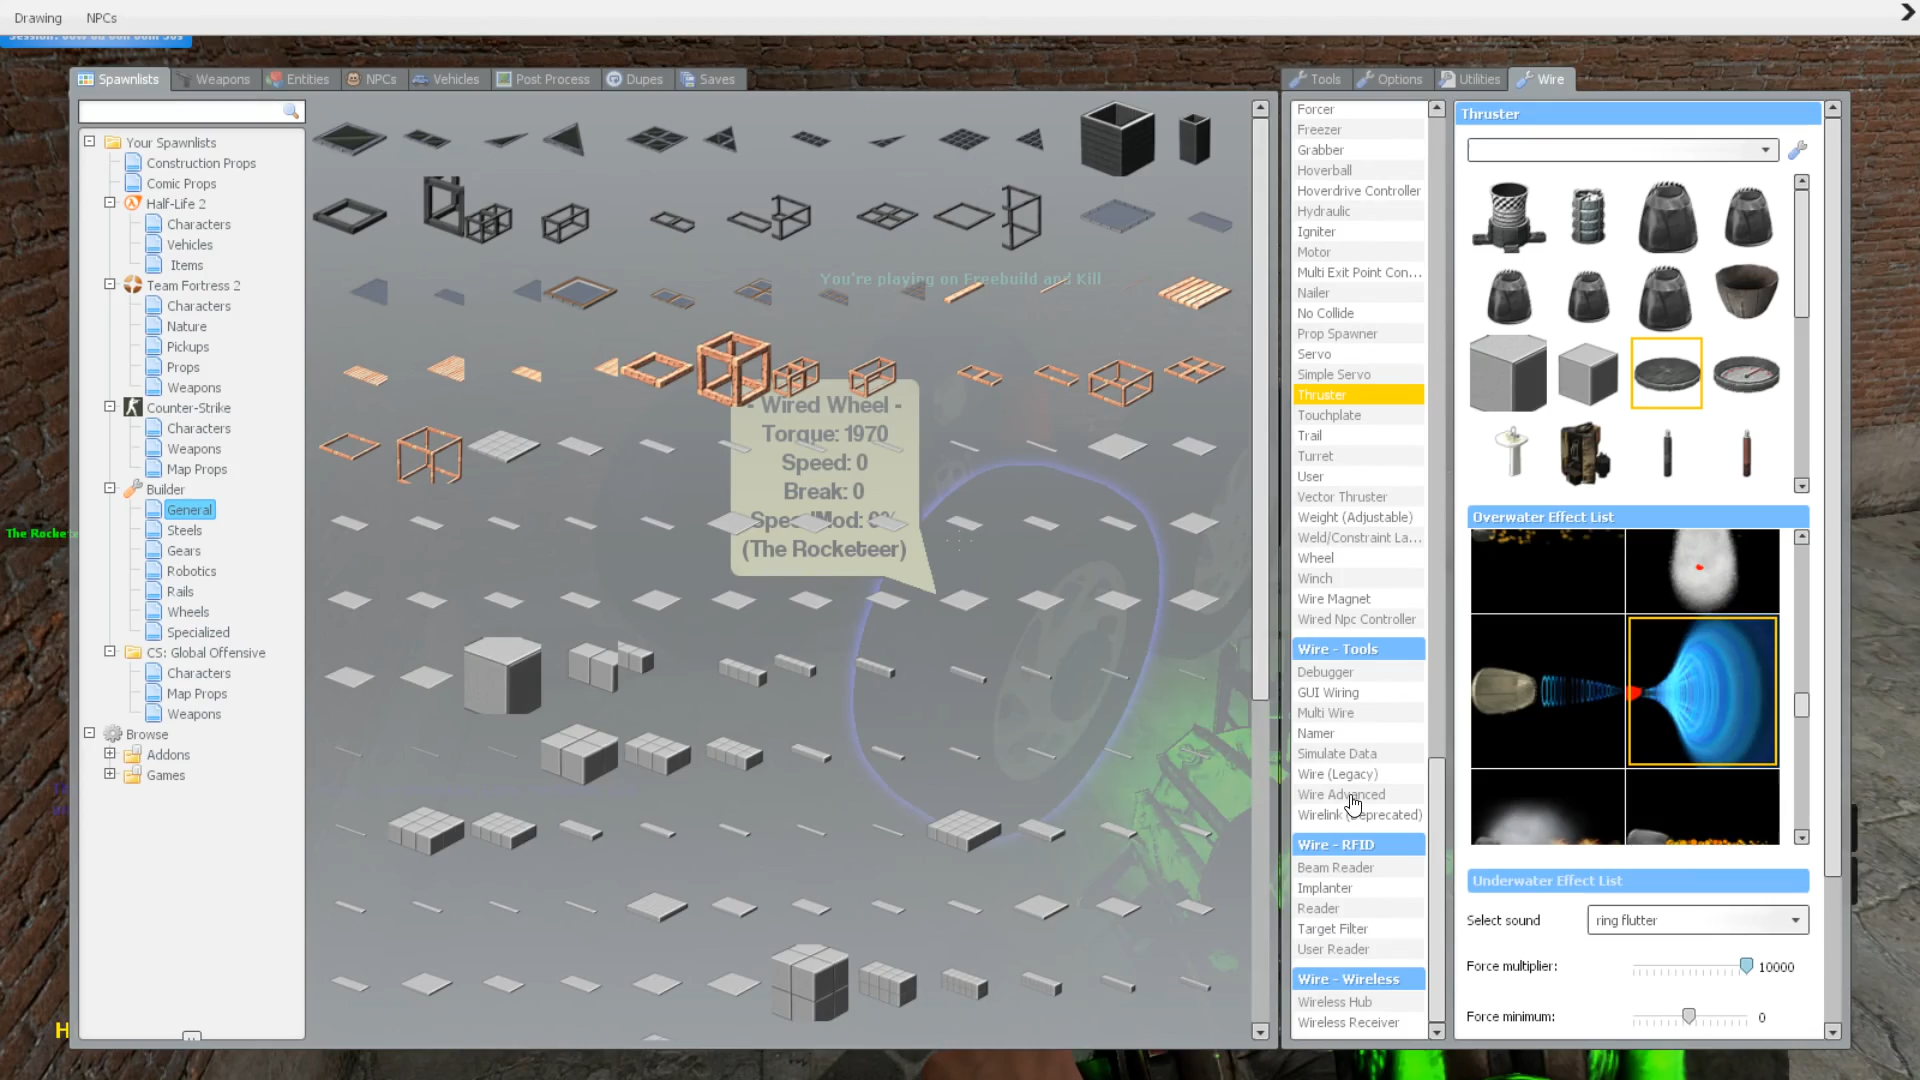 Drawing NPCs
Spawnlists Weapons Entities NPCs Vehicles Post Process Dupes Saves
Tools Options Utilities Wire
Your Spawnlists
Construction Props
Comic Props
Half-Life 2
Characters
Vehicles
Items
Team Fortress 2
Characters
Nature
Pickups
Props
Weapons
Counter-Strike
Characters
Weapons
Map Props
Builder
General
Steels
Gears
Robotics
Rails
Wheels
Specialized
CS: Global Offensive
Characters
Map Props
Weapons
Browse
Addons
Games
The Rockete
H
You're playing on Freebuild and Kill
- Wired Wheel -
Torque: 1970
Speed: 0
Break: 0
SpeedMod: 0%
(The Rocketeer)
Forcer
Freezer
Grabber
Hoverball
Hoverdrive Controller
Hydraulic
Igniter
Motor
Multi Exit Point Con...
Nailer
No Collide
Prop Spawner
Servo
Simple Servo
Thruster
Touchplate
Trail
Turret
User
Vector Thruster
Weight (Adjustable)
Weld/Constraint La...
Wheel
Winch
Wire Magnet
Wired Npc Controller
Wire - Tools
Debugger
GUI Wiring
Multi Wire
Namer
Simulate Data
Wire (Legacy)
Wire Advanced
Wirelink (Deprecated)
Wire - RFID
Beam Reader
Implanter
Reader
Target Filter
User Reader
Wire - Wireless
Wireless Hub
Wireless Receiver
Thruster
Overwater Effect List
Underwater Effect List
Select sound ring flutter
Force multiplier: 10000
Force minimum: 0